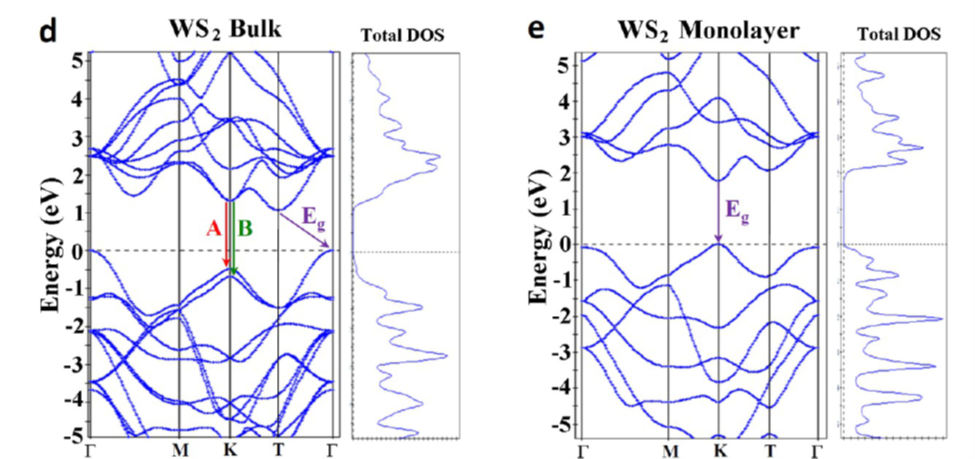 d
WS₂ Bulk
Total DOS
Energy (eV)
5
4
3
2
1
0
-1
-2
-3
-4
-5
A
B
Eg
Γ M K T Γ
e
WS₂ Monolayer
Total DOS
Energy (eV)
5
4
3
2
1
0
-1
-2
-3
-4
-5
Eg
Γ M K T Γ